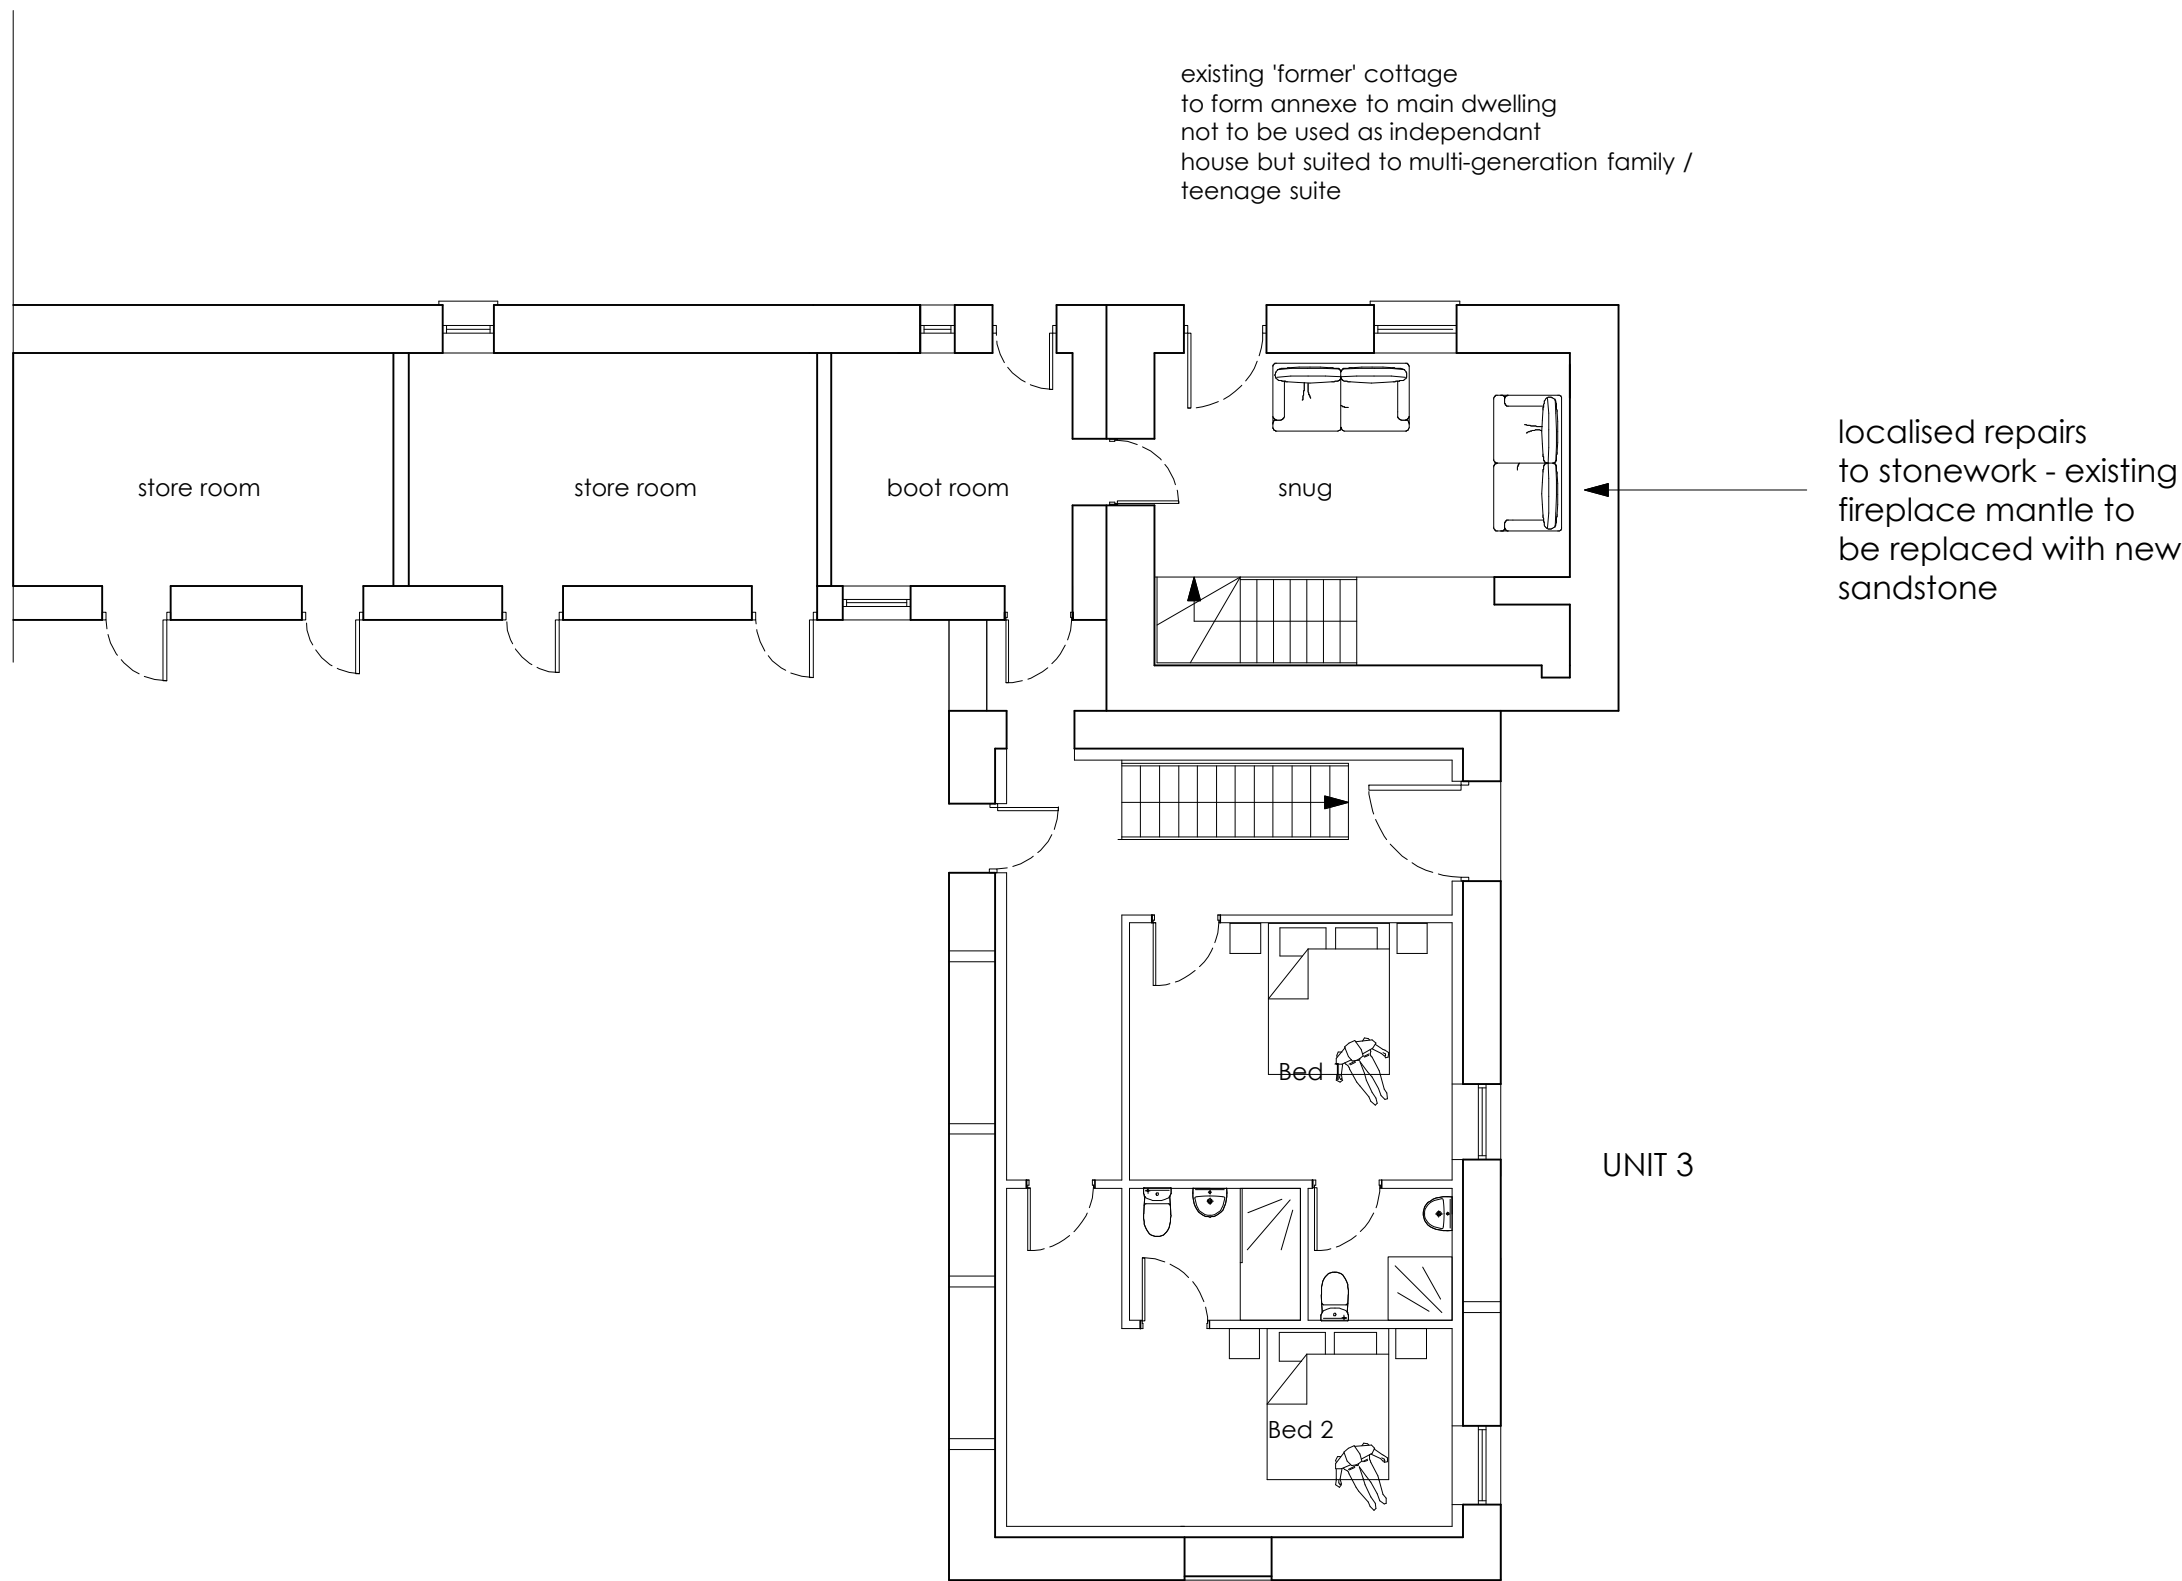 existing 'former' cottage
to form annexe to main dwelling
not to be used as independant
house but suited to multi-generation family /
teenage suite
localised repairs
to stonework - existing
fireplace mantle to
be replaced with new
sandstone
store room
store room
boot room
snug
Bed 1
UNIT 3
Bed 2